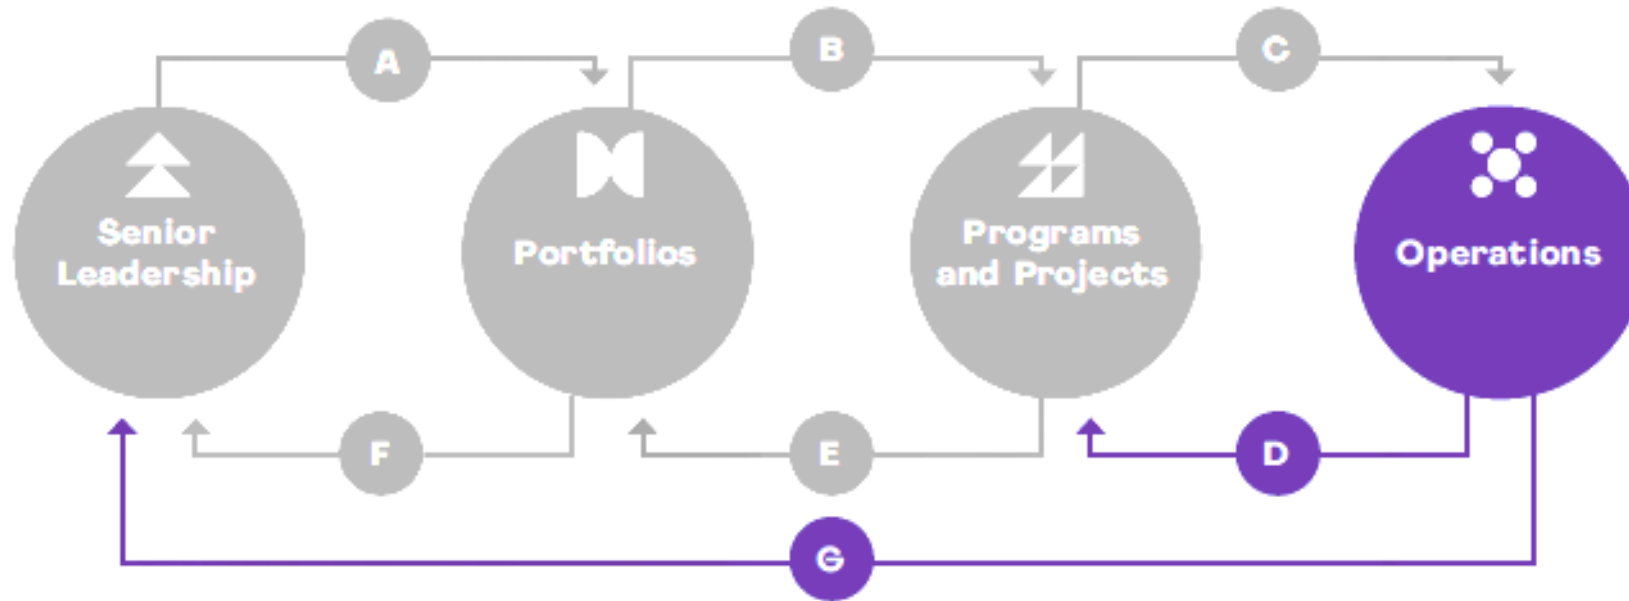 A
B
C
Senior
Leadership
Portfolios
Programs
and Projects
Operations
F
E
D
G